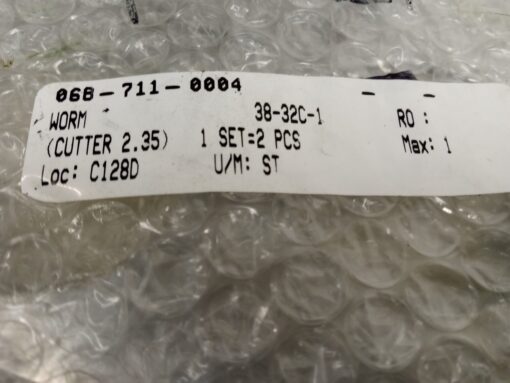 068-711-0004 - -
WORM 38-32C-1 RO :
(CUTTER 2.35) 1 SET=2 PCS Max: 1
Loc: C128D U/M: ST